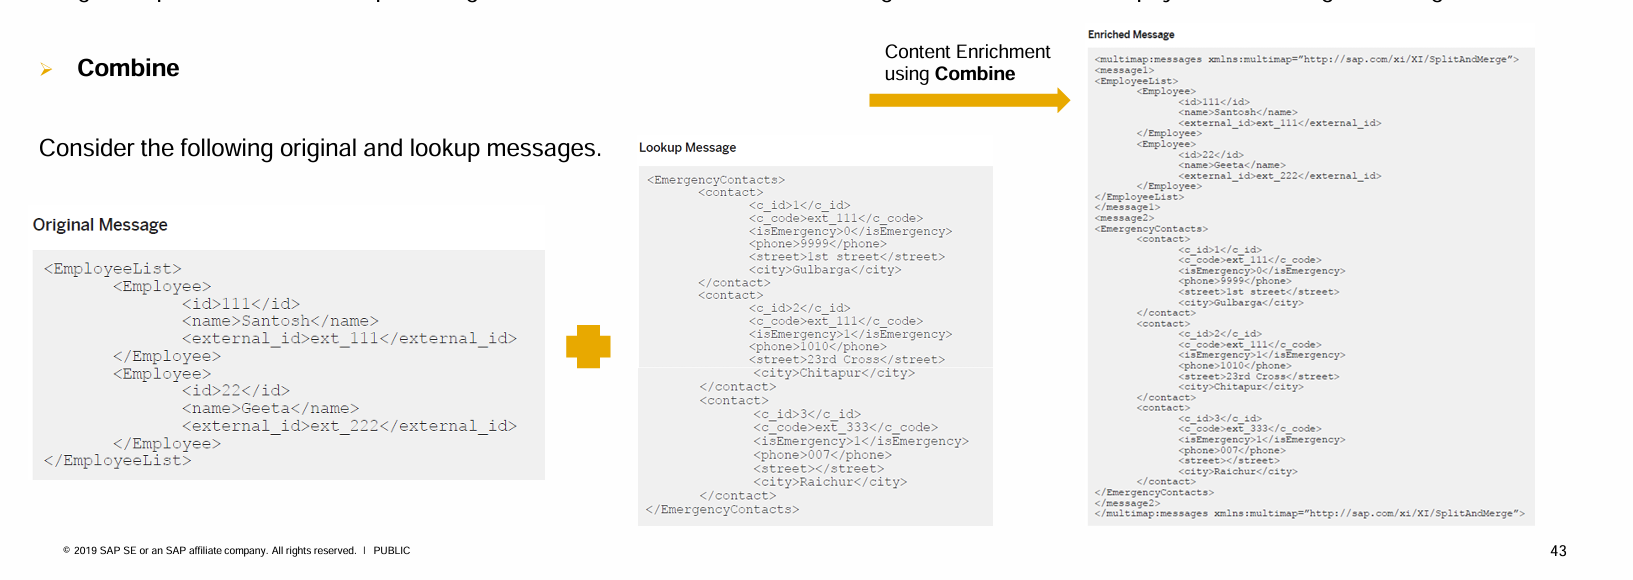 Combine
Consider the following original and lookup messages.
Original Message
<EmployeeList>
<Employee>
<id>111</id>
<name>Santosh</name>
<external_id>ext_111</external_id>
</Employee>
<Employee>
<id>22</id>
<name>Geeta</name>
<external_id>ext_222</external_id>
</Employee>
</EmployeeList>
Lookup Message
<EmergencyContacts>
<contact>
<c_id>1</c_id>
<c_code>ext_111</c_code>
<isEmergency>0</isEmergency>
<phone>9999</phone>
<street>1st street</street>
<city>Gulbarga</city>
</contact>
<contact>
<c_id>2</c_id>
<c_code>ext_111</c_code>
<isEmergency>1</isEmergency>
<phone>1010</phone>
<street>23rd Cross</street>
<city>Chitapur</city>
</contact>
<contact>
<c_id>3</c_id>
<c_code>ext_333</c_code>
<isEmergency>1</isEmergency>
<phone>007</phone>
<street></street>
<city>Raichur</city>
</contact>
</EmergencyContacts>
Content Enrichment
using Combine
Enriched Message
<multimap:messages xmlns:multimap="http://sap.com/xi/XI/SplitAndMerge">
<message1>
<EmployeeList>
<Employee>
<id>111</id>
<name>Santosh</name>
<external_id>ext_111</external_id>
</Employee>
<Employee>
<id>22</id>
<name>Geeta</name>
<external_id>ext_222</external_id>
</Employee>
</EmployeeList>
</message1>
<message2>
<EmergencyContacts>
<contact>
<c_id>1</c_id>
<c_code>ext_111</c_code>
<isEmergency>0</isEmergency>
<phone>9999</phone>
<street>1st street</street>
<city>Gulbarga</city>
</contact>
<contact>
<c_id>2</c_id>
<c_code>ext_111</c_code>
<isEmergency>1</isEmergency>
<phone>1010</phone>
<street>23rd Cross</street>
<city>Chitapur</city>
</contact>
<contact>
<c_id>3</c_id>
<c_code>ext_333</c_code>
<isEmergency>1</isEmergency>
<phone>007</phone>
<street></street>
<city>Raichur</city>
</contact>
</EmergencyContacts>
</message2>
</multimap:messages xmlns:multimap="http://sap.com/xi/XI/SplitAndMerge">
© 2019 SAP SE or an SAP affiliate company. All rights reserved. | PUBLIC
43